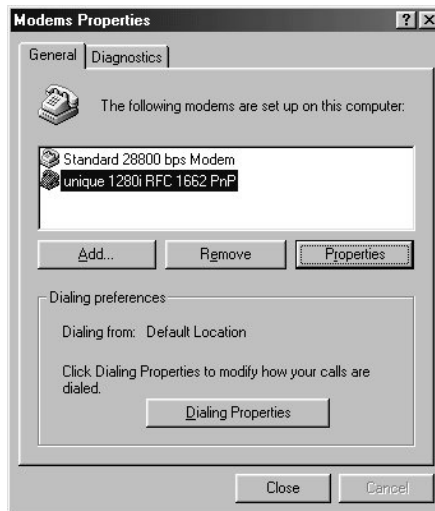 Modems Properties
? X
General Diagnostics
The following modems are set up on this computer:
Standard 28800 bps Modem
unique 1280i RFC 1662 PnP
Add... Remove Properties
Dialing preferences
Dialing from: Default Location
Click Dialing Properties to modify how your calls are
dialed.
Dialing Properties
Close Cancel